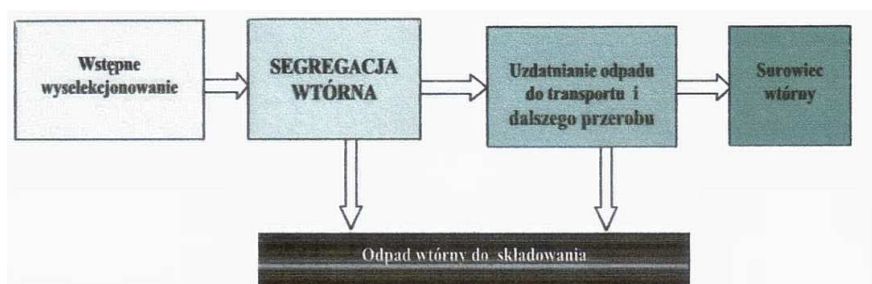 Wstępne
wyselekcjonowanie
SEGREGACJA
WTÓRNA
Uzdatnianie odpadu
do transportu i
dalszego przerobu
Surowiec
wtórny
Odpad wtórny do składowania